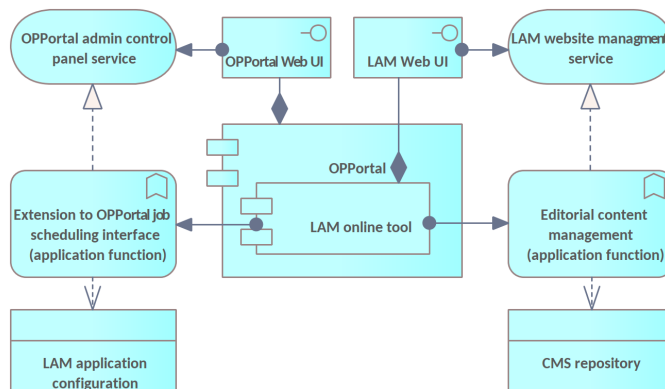 OPPortal admin control
panel service
OPPortal Web UI
LAM Web UI
LAM website managment
service
OPPortal
LAM online tool
Extension to OPPortal job
scheduling interface
(application function)
Editorial content
management
(application function)
LAM application
configuration
CMS repository